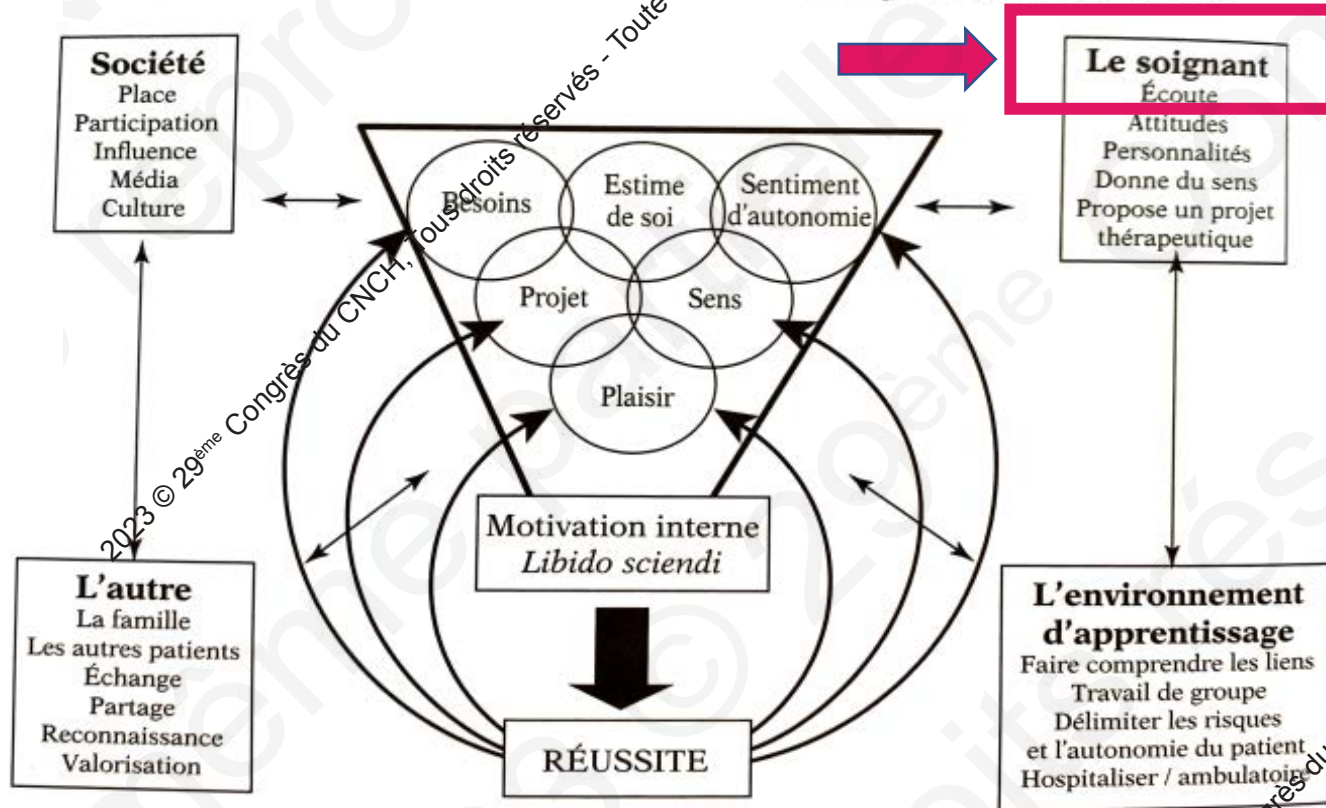 Société
Place
Participation
Influence
Média
Culture
Le soignant
Écoute
Attitudes
Personnalités
Donne du sens
Propose un projet
thérapeutique
Besoins
Estime
de soi
Sentiment
d'autonomie
Projet
Sens
Plaisir
Motivation interne
Libido sciendi
RÉUSSITE
L'autre
La famille
Les autres patients
Échange
Partage
Reconnaissance
Valorisation
L'environnement
d'apprentissage
Faire comprendre les liens
Travail de groupe
Délimiter les risques
et l'autonomie du patient
Hospitaliser / ambulatoire
2023 © 29ème Congrès du CNCH, Tous droits réservés - Toute